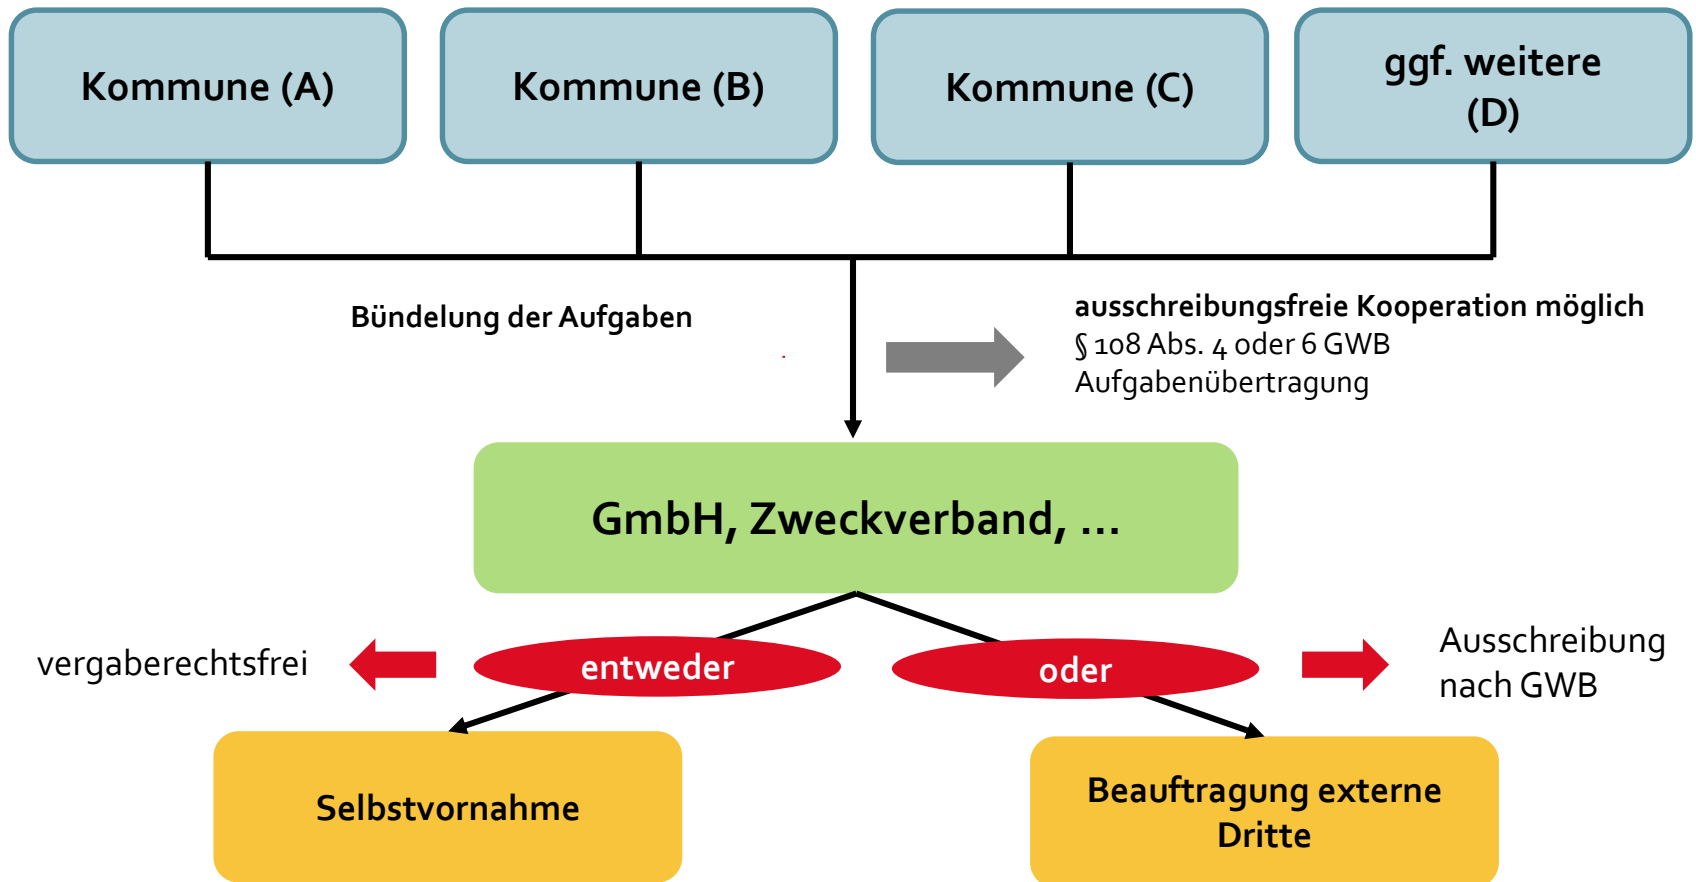 Kommune (A)
Kommune (B)
Kommune (C)
ggf. weitere
(D)
Bündelung der Aufgaben
ausschreibungsfreie Kooperation möglich
§ 108 Abs. 4 oder 6 GWB
Aufgabenübertragung
GmbH, Zweckverband, ...
vergaberechtsfrei
entweder
oder
Ausschreibung
nach GWB
Selbstvornahme
Beauftragung externe
Dritte